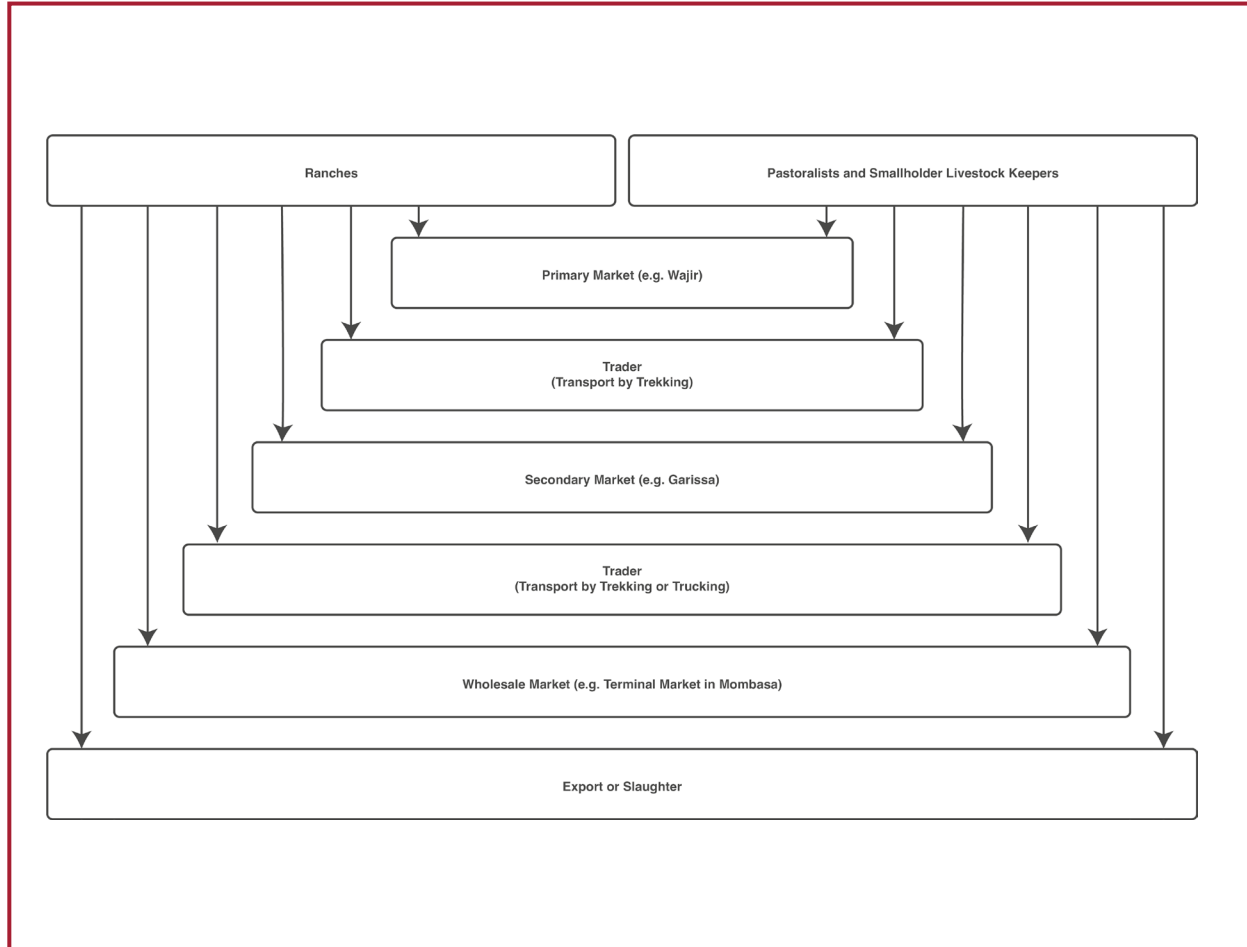 Ranches
Pastoralists and Smallholder Livestock Keepers
Primary Market (e.g. Wajir)
Trader
(Transport by Trekking)
Secondary Market (e.g. Garissa)
Trader
(Transport by Trekking or Trucking)
Wholesale Market (e.g. Terminal Market in Mombasa)
Export or Slaughter